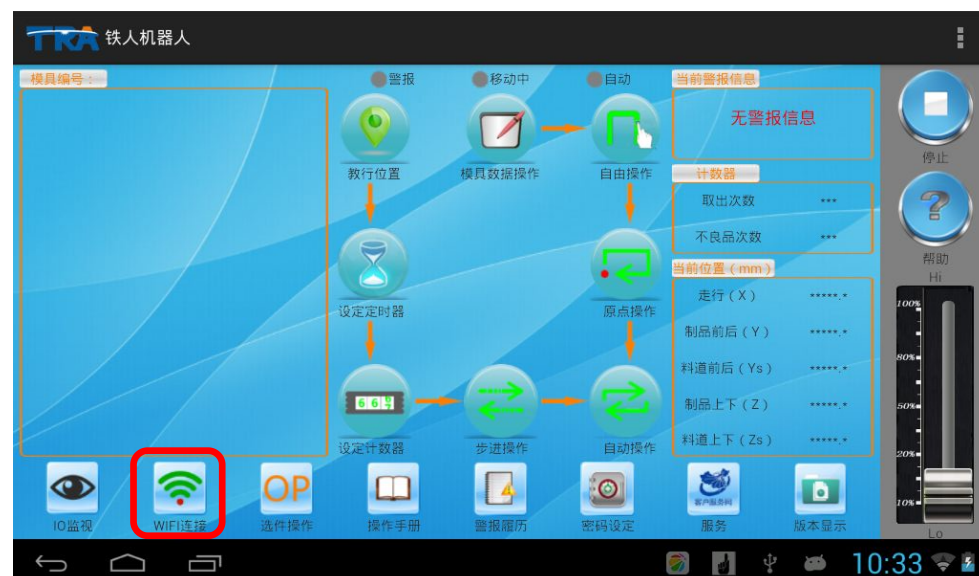 TRA 铁人机器人
模具编号：
警报
移动中
自动
当前警报信息
无警报信息
停止
教行位置
模具数据操作
自由操作
计数器
取出次数 ***
不良品次数 ***
帮助
当前位置（mm）
Hi
设定定时器
原点操作
走行（X） *****.*
100%
制品前后（Y） *****.*
料道前后（Ys） *****.*
80%
制品上下（Z） *****.*
50%
料道上下（Zs） *****.*
20%
设定计数器
步进操作
自动操作
10%
Lo
OP
客户服务网
IO监视
WIFI连接
选件操作
操作手册
警报履历
密码设定
服务
版本显示
10:33